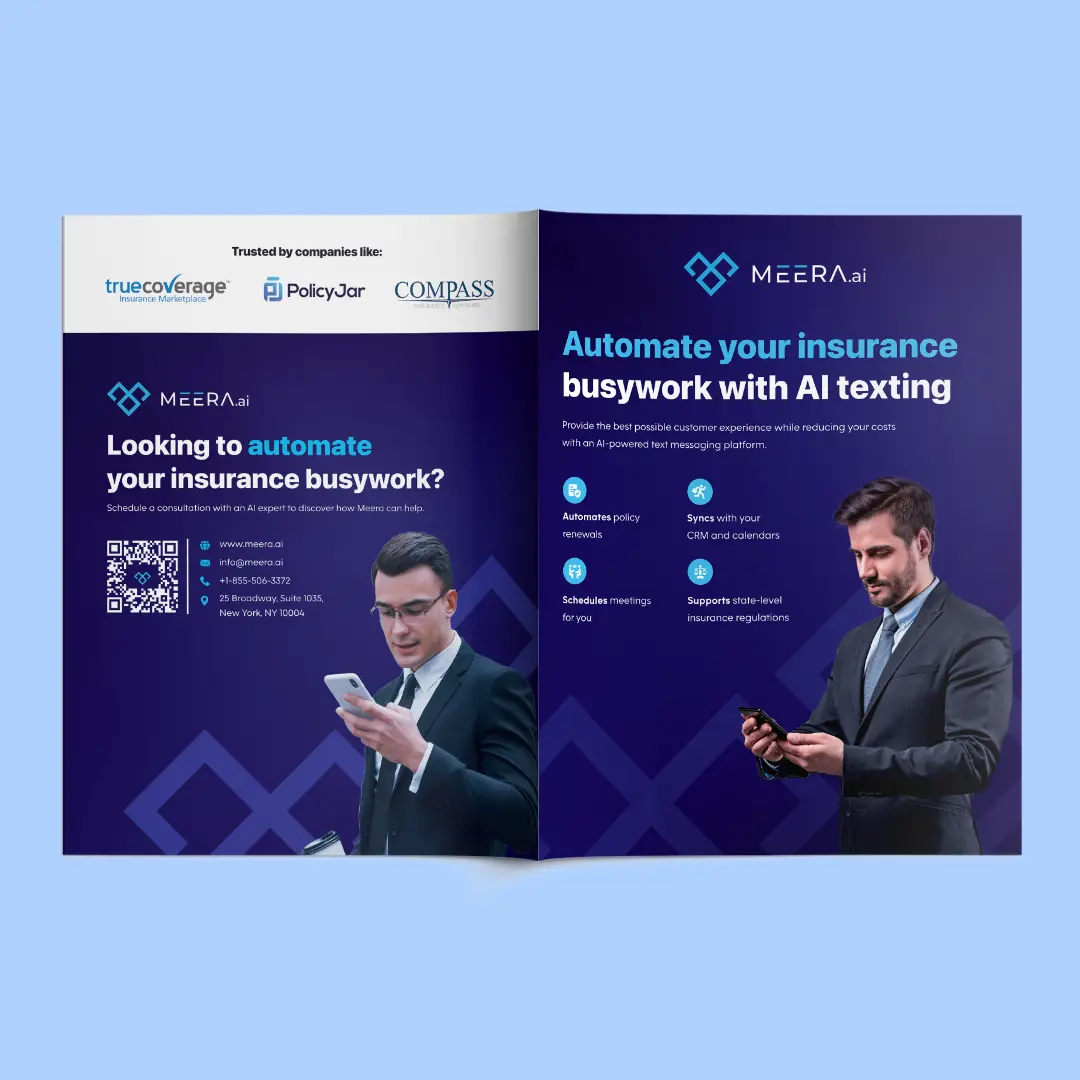 Trusted by companies like:
truecoverage™
Insurance Marketplace
PolicyJar
COMPASS
INSURANCE ADVISORS
MEERA.ai
Looking to automate
your insurance busywork?
Schedule a consultation with an AI expert to discover how Meera can help.
www.meera.ai
info@meera.ai
+1-855-506-3372
25 Broadway, Suite 1035,
New York, NY 10004
MEERA.ai
Automate your insurance
busywork with AI texting
Provide the best possible customer experience while reducing your costs
with an AI-powered text messaging platform.
Automates policy
renewals
Syncs with your
CRM and calendars
Schedules meetings
for you
Supports state-level
insurance regulations